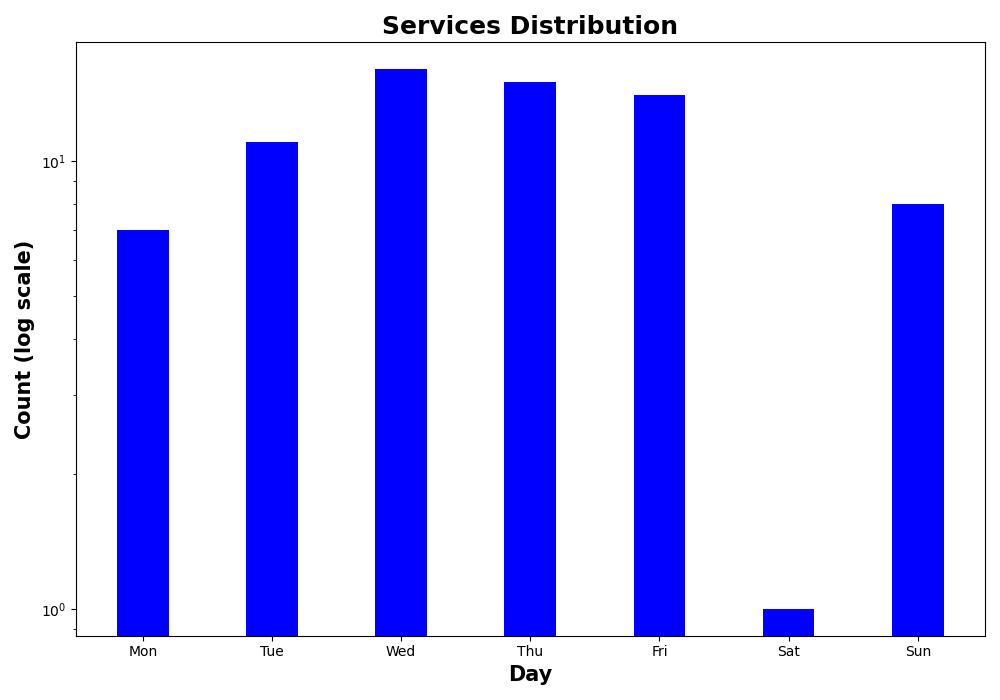 Services Distribution
Count (log scale)
10¹
10⁰
Mon Tue Wed Thu Fri Sat Sun
Day